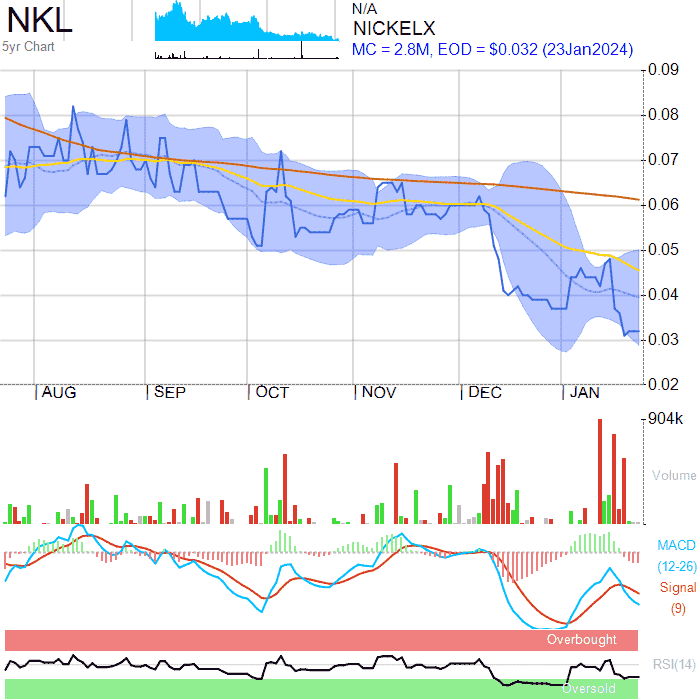 NKL
5yr Chart
N/A
NICKELX
MC = 2.8M, EOD = $0.032 (23Jan2024)
0.09
0.08
0.07
0.06
0.05
0.04
0.03
0.02
AUG SEP OCT NOV DEC JAN
904k
Volume
MACD
(12-26)
Signal
(9)
Overbought
RSI(14)
Oversold